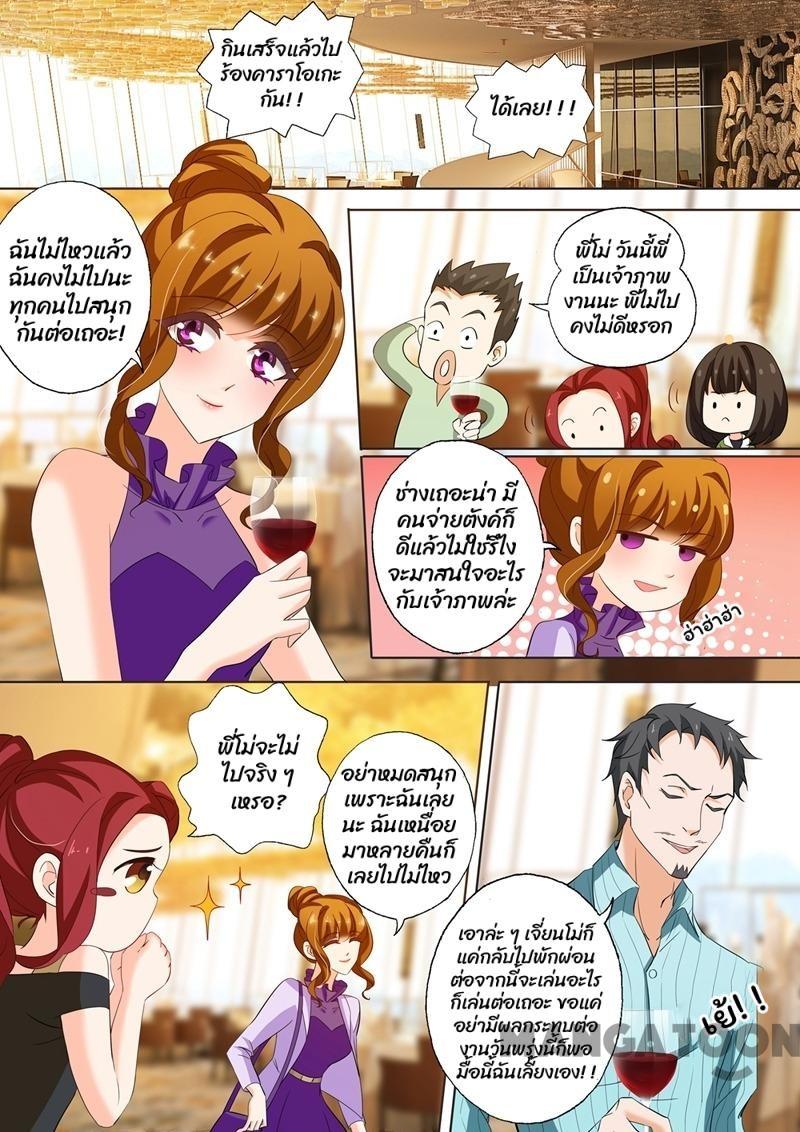 กินเสร็จแล้วไป
ร้องคาราโอเกะ
กัน!!
ได้เลย!!!
ฉันไม่ไหวแล้ว
ฉันคงไม่ไปนะ
ทุกคนไปสนุก
กันต่อเถอะ!
พี่โม่ วันนี้พี่
เป็นเจ้าภาพ
งานนะ พี่ไม่ไป
คงไม่ดีหรอก
ช่างเถอะน่า มี
คนจ่ายตังค์ก็
ดีแล้วไม่ใช่รึไง
จะมาสนใจอะไร
กับเจ้าภาพล่ะ
ฮ่าฮ่าฮ่า
พี่โม่จะไม่
ไปจริง ๆ
เหรอ?
อย่าหมดสนุก
เพราะฉันเลย
นะ ฉันเหนื่อย
มาหลายคืนก็
เลยไปไม่ไหว
เอาล่ะ ๆ เจี่ยนโม่ก็
แค่กลับไปพักผ่อน
ต่อจากนี้จะเล่นอะไร
ก็เล่นต่อเถอะ ขอแค่
อย่ามีผลกระทบต่อ
งานวันพรุ่งนี้ก็พอ
มื้อนี้ฉันเลี้ยงเอง!!
เย้!!
MANGATOON